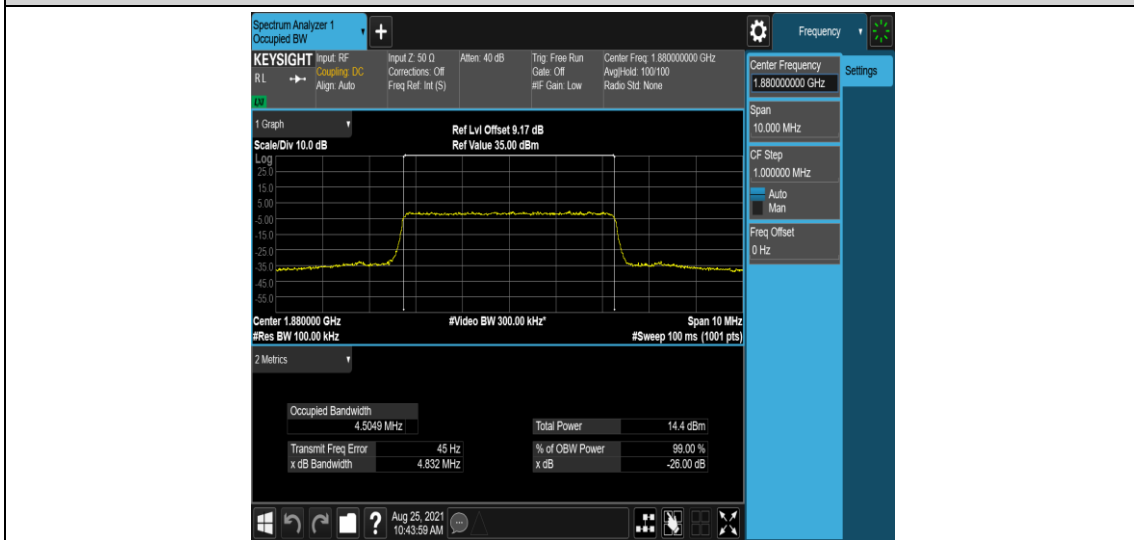 Spectrum Analyzer 1
Occupied BW
+
Frequency
KEYSIGHT
RL
LXI
Input: RF
Coupling: DC
Align: Auto
Input Z: 50 Ω
Corrections: Off
Freq Ref: Int (S)
Atten: 40 dB
Trig: Free Run
Gate: Off
#IF Gain: Low
Center Freq: 1.880000000 GHz
Avg|Hold: 100/100
Radio Std: None
1 Graph
Ref Lvl Offset 9.17 dB
Scale/Div 10.0 dB
Ref Value 35.00 dBm
Log
25.0
15.0
5.00
-5.00
-15.0
-25.0
-35.0
-45.0
-55.0
Center 1.880000 GHz
#Video BW 300.00 kHz*
Span 10 MHz
#Res BW 100.00 kHz
#Sweep 100 ms (1001 pts)
2 Metrics
Occupied Bandwidth
4.5049 MHz
Total Power 14.4 dBm
Transmit Freq Error 45 Hz
% of OBW Power 99.00 %
x dB Bandwidth 4.832 MHz
x dB -26.00 dB
?
Aug 25, 2021
10:43:59 AM
Center Frequency
1.880000000 GHz
Settings
Span
10.000 MHz
CF Step
1.000000 MHz
Auto
Man
Freq Offset
0 Hz